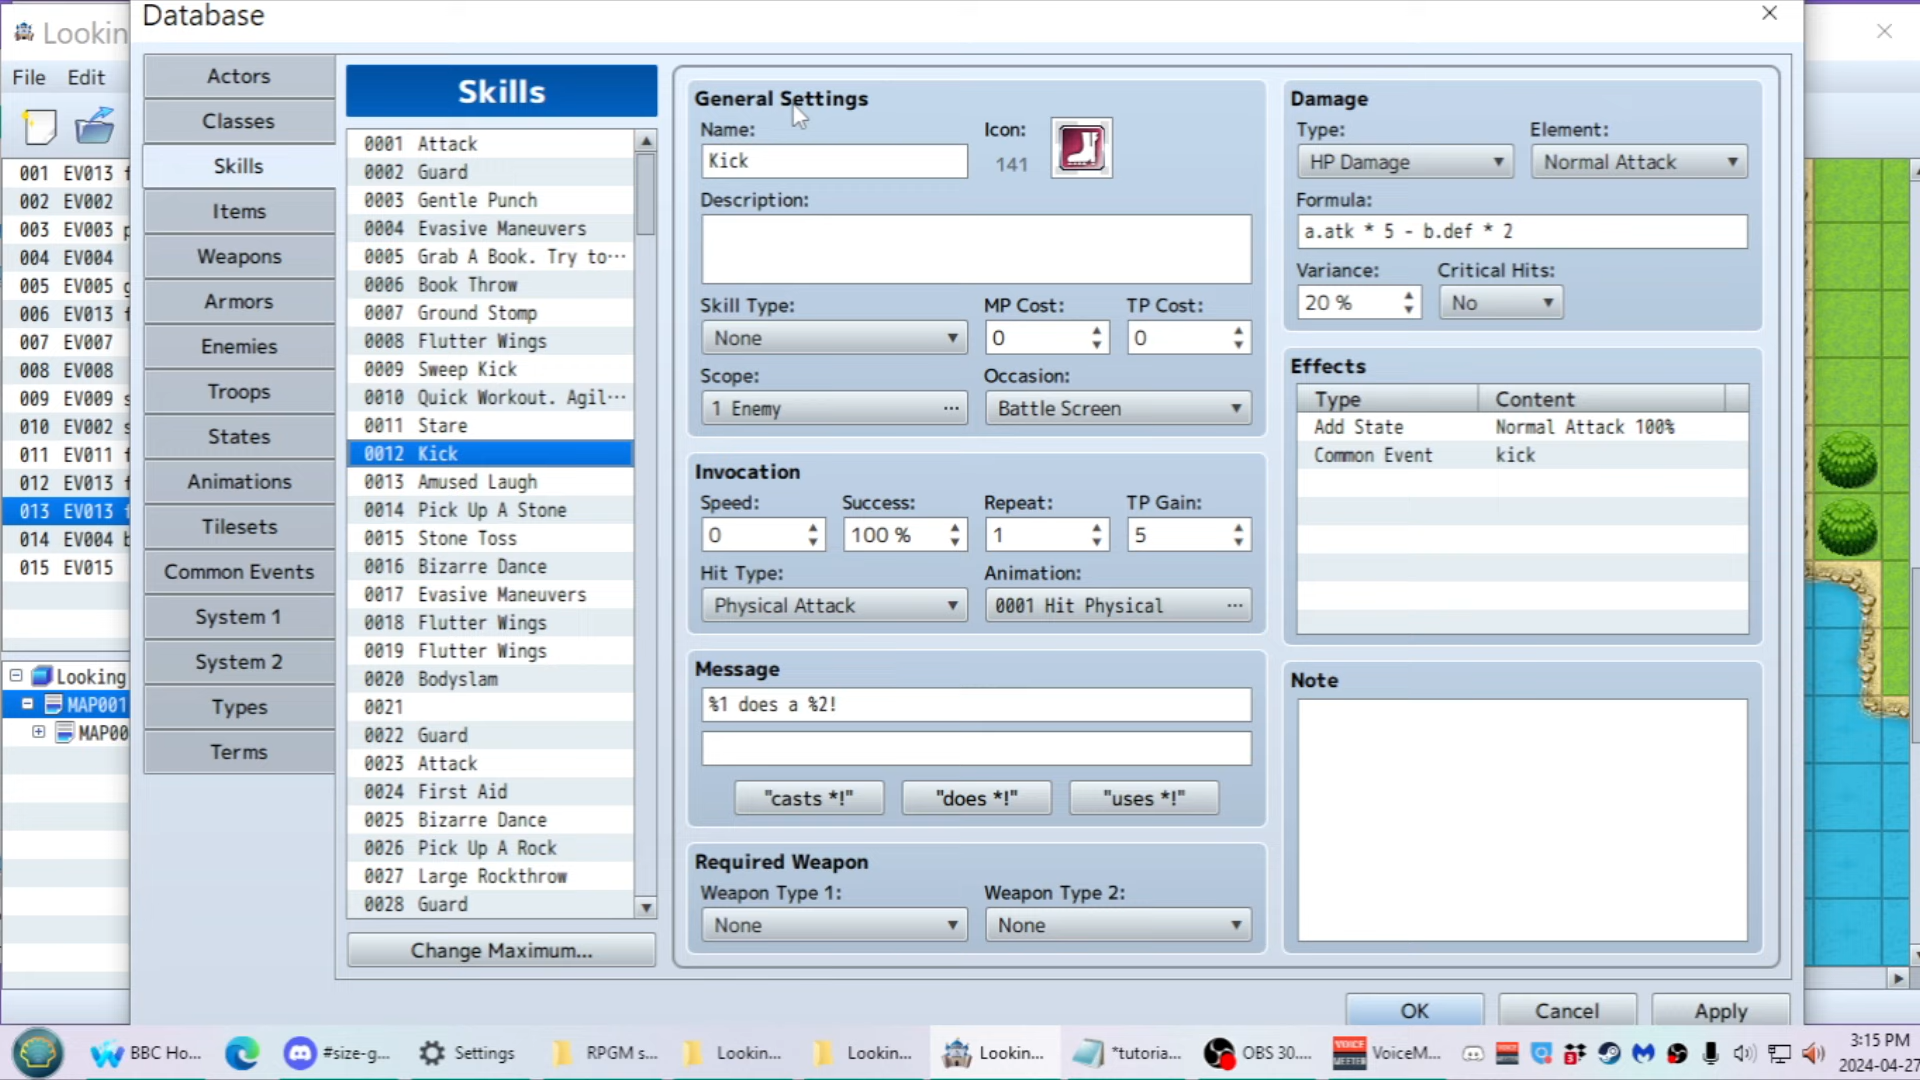 Database
Lookin
File Edit
001 EV013 f
002 EV002
003 EV003 p
004 EV004
005 EV005 g
006 EV013 f
007 EV007
008 EV008
009 EV009 s
010 EV002 s
011 EV011 f
012 EV013 f
013 EV013 f
014 EV004 b
015 EV015
Looking
MAP001
MAP00
Actors
Classes
Skills
Items
Weapons
Armors
Enemies
Troops
States
Animations
Tilesets
Common Events
System 1
System 2
Types
Terms
Skills
0001 Attack
0002 Guard
0003 Gentle Punch
0004 Evasive Maneuvers
0005 Grab A Book. Try to…
0006 Book Throw
0007 Ground Stomp
0008 Flutter Wings
0009 Sweep Kick
0010 Quick Workout. Agil…
0011 Stare
0012 Kick
0013 Amused Laugh
0014 Pick Up A Stone
0015 Stone Toss
0016 Bizarre Dance
0017 Evasive Maneuvers
0018 Flutter Wings
0019 Flutter Wings
0020 Bodyslam
0021
0022 Guard
0023 Attack
0024 First Aid
0025 Bizarre Dance
0026 Pick Up A Rock
0027 Large Rockthrow
0028 Guard
Change Maximum...
General Settings
Name: Icon:
Kick 141
Description:
Skill Type: MP Cost: TP Cost:
None 0 0
Scope: Occasion:
1 Enemy ... Battle Screen
Invocation
Speed: Success: Repeat: TP Gain:
0 100 % 1 5
Hit Type: Animation:
Physical Attack 0001 Hit Physical ...
Message
%1 does a %2!
"casts *!" "does *!" "uses *!"
Required Weapon
Weapon Type 1: Weapon Type 2:
None None
Damage
Type: Element:
HP Damage Normal Attack
Formula:
a.atk * 5 - b.def * 2
Variance: Critical Hits:
20 % No
Effects
Type Content
Add State Normal Attack 100%
Common Event kick
Note
OK Cancel Apply
BBC Ho... #size-g... Settings RPGM s... Lookin... Lookin... Lookin... *tutoria... OBS 30.... VOICE VoiceM... 3:15 PM
2024-04-27